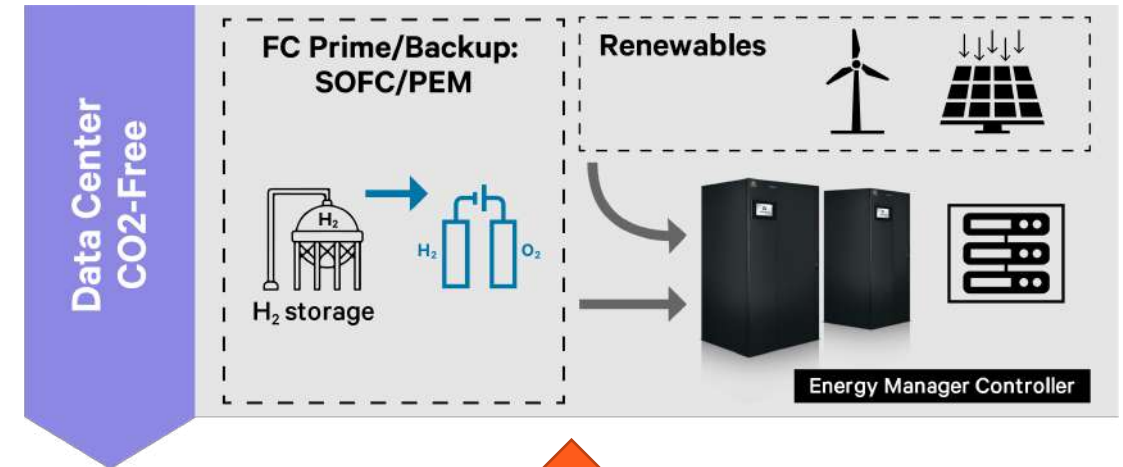 Data Center
CO2-Free
FC Prime/Backup:
SOFC/PEM
H₂
H₂ storage
H₂
O₂
Renewables
Energy Manager Controller